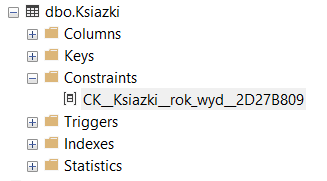 dbo.Ksiazki
Columns
Keys
Constraints
CK__Ksiazki__rok_wyd__2D27B809
Triggers
Indexes
Statistics